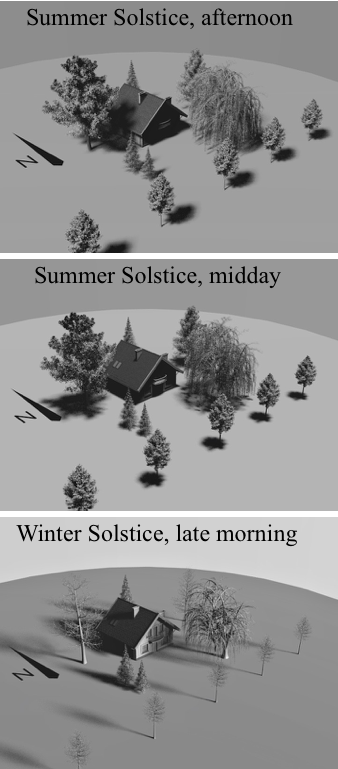 Summer Solstice, afternoon
N
Summer Solstice, midday
N
Winter Solstice, late morning
N